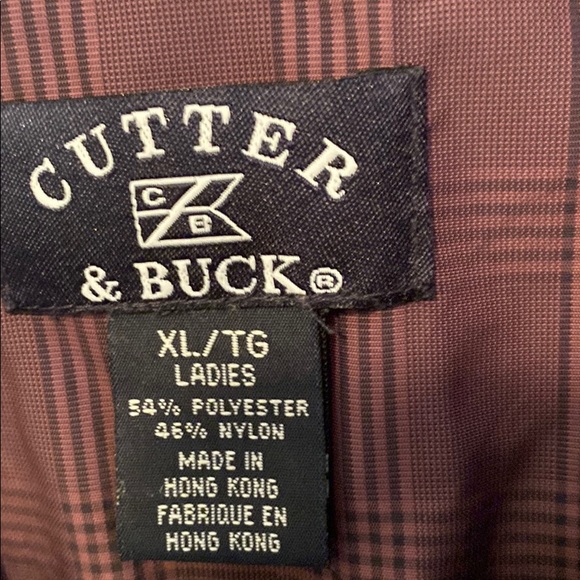 CUTTER
C
B
& BUCK®
XL/TG
LADIES
54% POLYESTER
46% NYLON
MADE IN
HONG KONG
FABRIQUE EN
HONG KONG